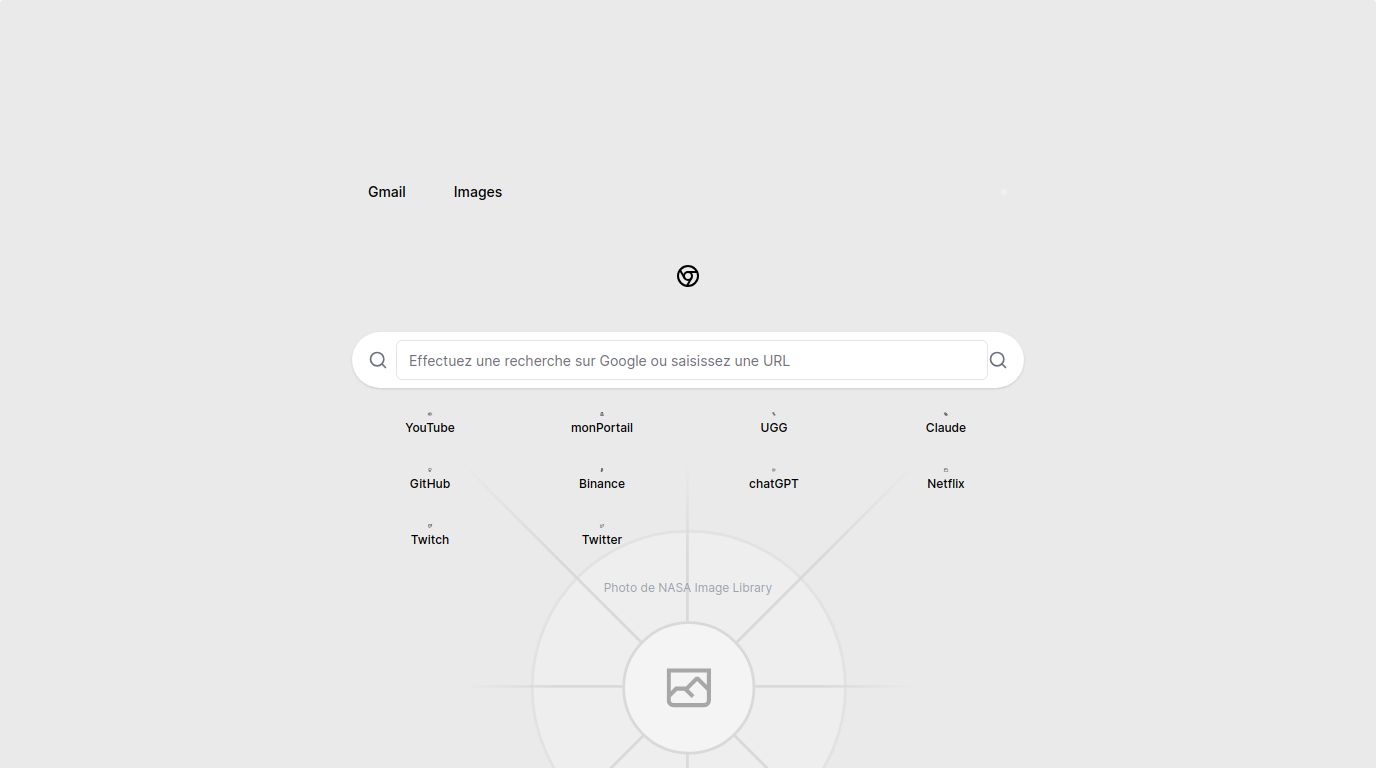 Gmail Images
Effectuez une recherche sur Google ou saisissez une URL
YouTube monPortail UGG Claude
GitHub Binance chatGPT Netflix
Twitch Twitter
Photo de NASA Image Library